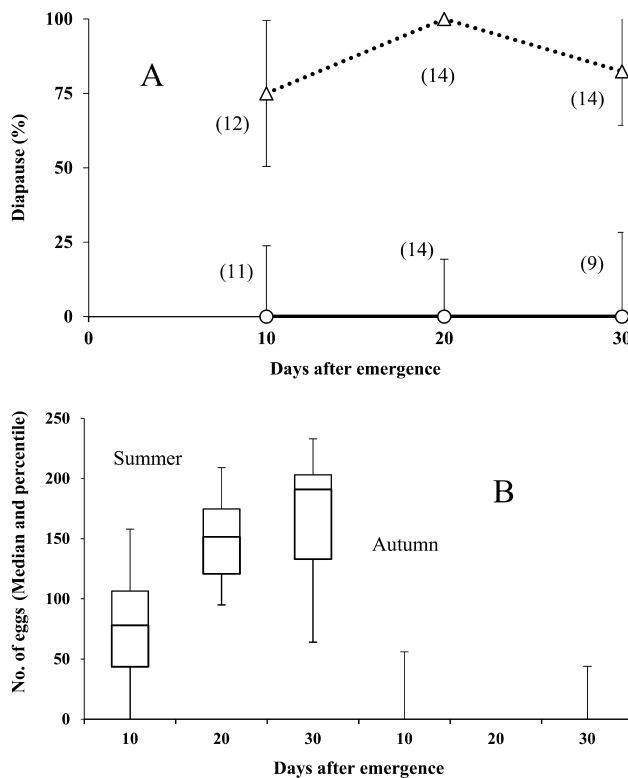 100
A
(14)
(14)
75
(12)
Diapause (%)
50
25
(14)
(11)
(9)
0
0 10 20 30
Days after emergence
250
Summer
200
B
150
Autumn
No. of eggs (Median and percentile)
100
50
0
10 20 30 10 20 30
Days after emergence